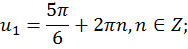 u₁ = 5π/6 + 2πn, n ∈ Z;